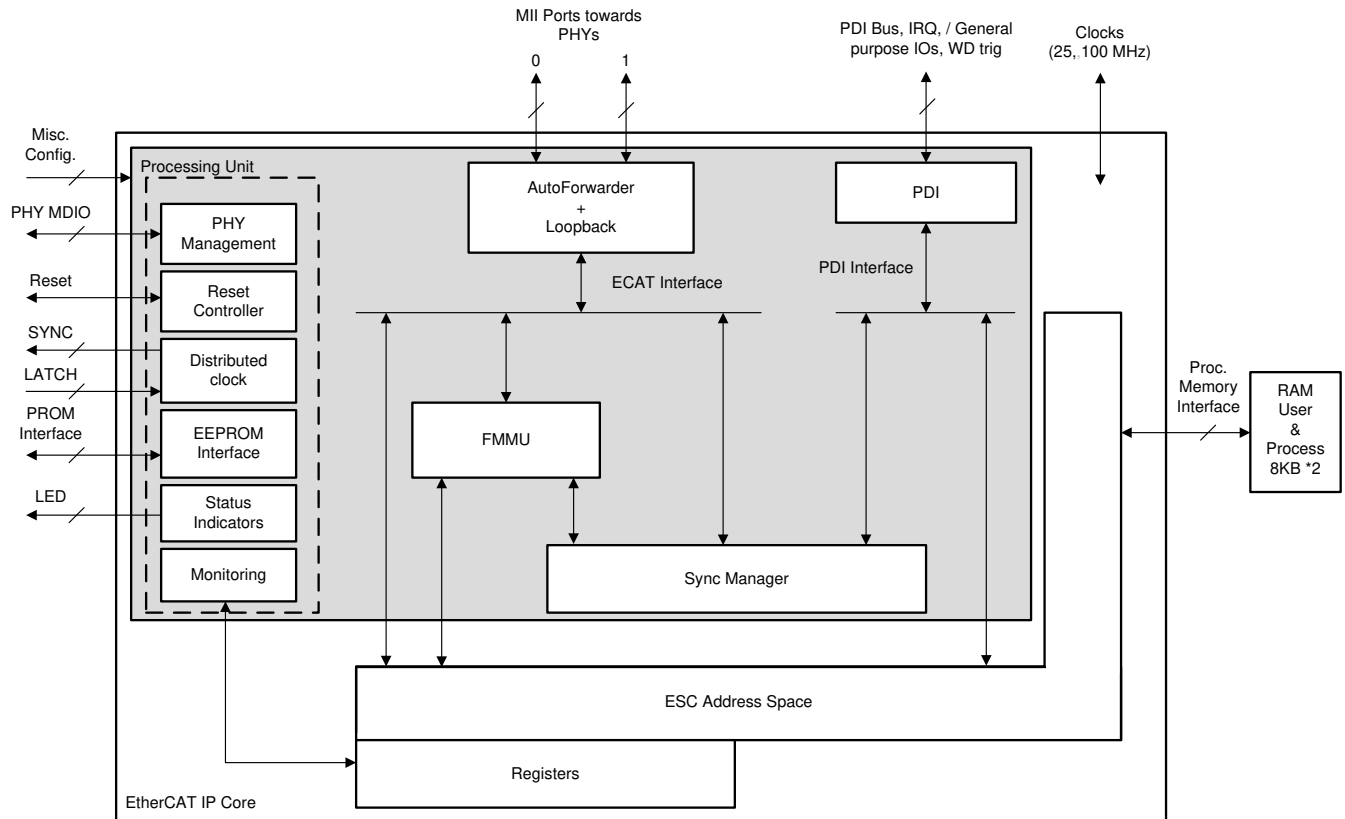 MII Ports towards
PHYs
0
1
PDI Bus, IRQ, / General
purpose IOs, WD trig
Clocks
(25,,100 MHz)
Misc.
Config.
PHY MDIO
Reset
SYNC
LATCH
PROM
Interface
LED
Processing Unit
PHY
Management
Reset
Controller
Distributed
clock
EEPROM
Interface
Status
Indicators
Monitoring
AutoForwarder
+
Loopback
PDI
ECAT Interface
PDI Interface
FMMU
Sync Manager
Proc.
Memory
Interface
RAM
User
&
Process
8KB *2
ESC Address Space
Registers
EtherCAT IP Core